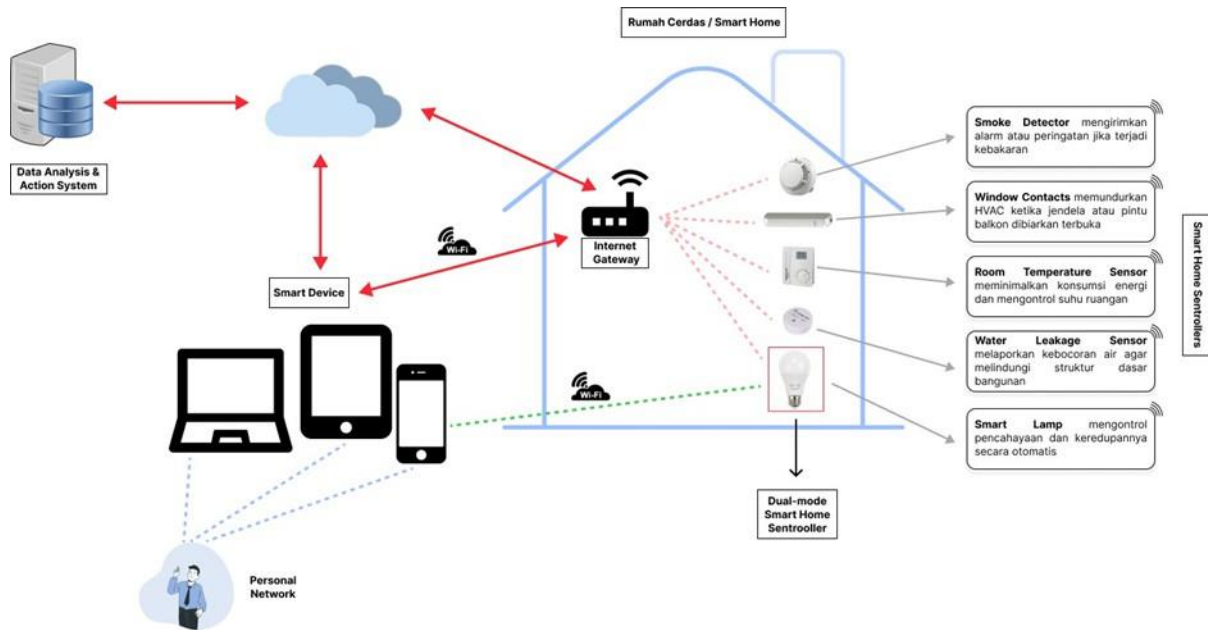 Rumah Cerdas / Smart Home
Data Analysis &
Action System
Smoke Detector mengirimkan
alarm atau peringatan jika terjadi
kebakaran
Window Contacts memundurkan
HVAC ketika jendela atau pintu
balkon dibiarkan terbuka
Room Temperature Sensor
meminimalkan konsumsi energi
dan mengontrol suhu ruangan
Water Leakage Sensor
melaporkan kebocoran air agar
melindungi struktur dasar
bangunan
Smart Lamp mengontrol
pencahayaan dan keredupannya
secara otomatis
Smart Home Sentrollers
Internet
Gateway
Wi-Fi
Smart Device
Wi-Fi
Dual-mode
Smart Home
Sentrooller
Personal
Network